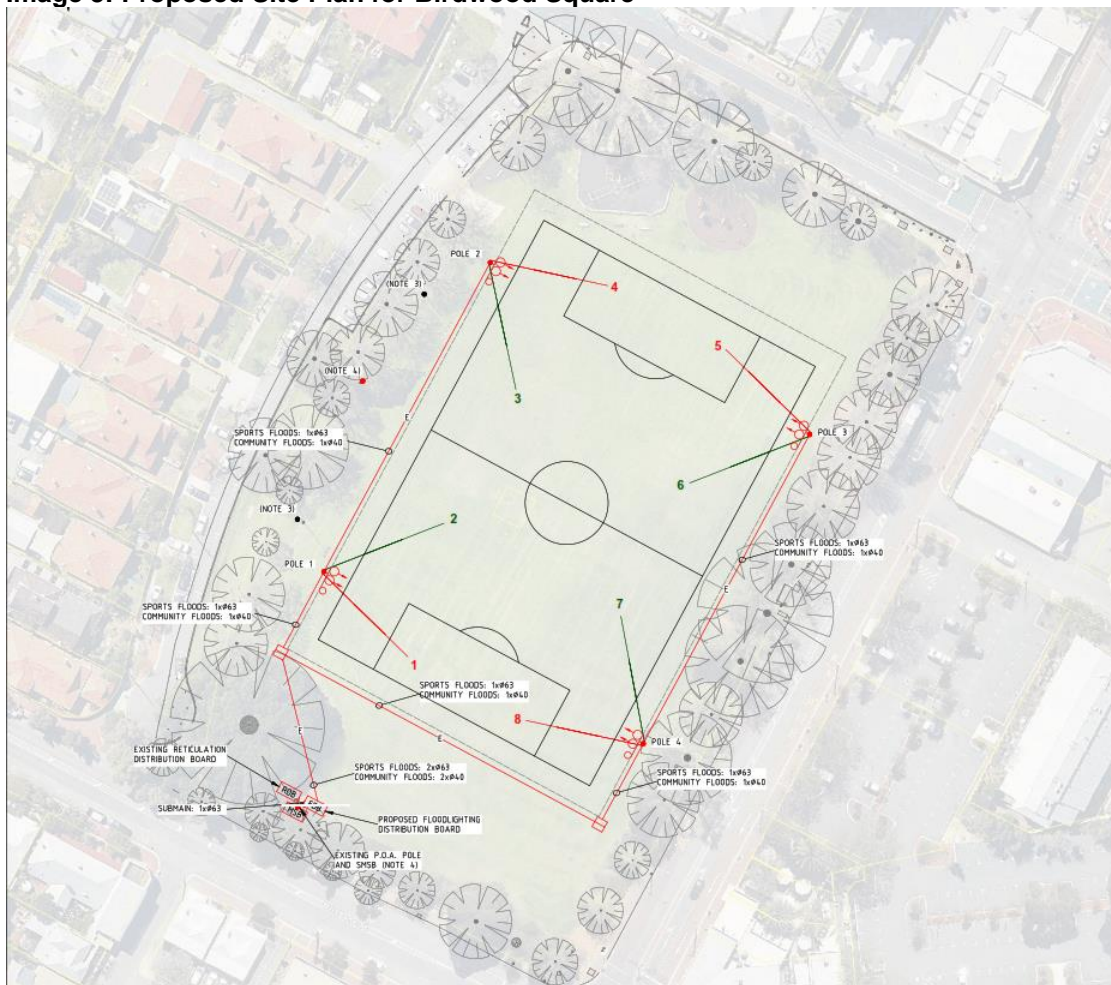 Image 3: Proposed Site Plan for Birdwood Square
POLE 2
4
(NOTE 3)
5
(NOTE 4)
3
E
POLE 3
SPORTS FLOODS: 1xØ63
COMMUNITY FLOODS: 1xØ40
6
(NOTE 3)
2
SPORTS FLOODS: 1xØ63
COMMUNITY FLOODS: 1xØ40
POLE 1
E
7
SPORTS FLOODS: 1xØ63
COMMUNITY FLOODS: 1xØ40
1
SPORTS FLOODS: 1xØ63
COMMUNITY FLOODS: 1xØ40
8
E
E
POLE 4
EXISTING RETICULATION
DISTRIBUTION BOARD
SPORTS FLOODS: 2xØ63
COMMUNITY FLOODS: 2xØ40
SPORTS FLOODS: 1xØ63
COMMUNITY FLOODS: 1xØ40
RDB
SUBMAIN: 1xØ63
MSB
PROPOSED FLOODLIGHTING
DISTRIBUTION BOARD
EXISTING P.O.A. POLE
AND SMSB (NOTE 4)